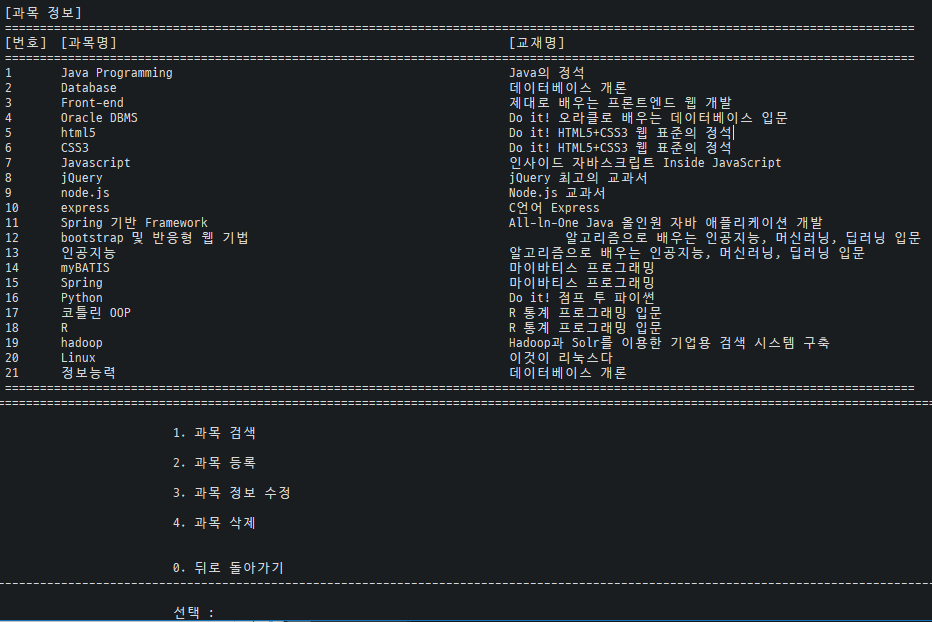 [과목 정보]
==================================================================================================================================
[번호] [과목명] [교재명]
==================================================================================================================================
1 Java Programming Java의 정석
2 Database 데이터베이스 개론
3 Front-end 제대로 배우는 프론트엔드 웹 개발
4 Oracle DBMS Do it! 오라클로 배우는 데이터베이스 입문
5 html5 Do it! HTML5+CSS3 웹 표준의 정석
6 CSS3 Do it! HTML5+CSS3 웹 표준의 정석
7 Javascript 인사이드 자바스크립트 Inside JavaScript
8 jQuery jQuery 최고의 교과서
9 node.js Node.js 교과서
10 express C언어 Express
11 Spring 기반 Framework All-In-One Java 올인원 자바 애플리케이션 개발
12 bootstrap 및 반응형 웹 기법 알고리즘으로 배우는 인공지능, 머신러닝, 딥러닝 입문
13 인공지능 알고리즘으로 배우는 인공지능, 머신러닝, 딥러닝 입문
14 myBATIS 마이바티스 프로그래밍
15 Spring 마이바티스 프로그래밍
16 Python Do it! 점프 투 파이썬
17 코틀린 OOP R 통계 프로그래밍 입문
18 R R 통계 프로그래밍 입문
19 hadoop Hadoop과 Solr를 이용한 기업용 검색 시스템 구축
20 Linux 이것이 리눅스다
21 정보능력 데이터베이스 개론
==================================================================================================================================
=====================================================================================================================================
1. 과목 검색
2. 과목 등록
3. 과목 정보 수정
4. 과목 삭제
0. 뒤로 돌아가기
-------------------------------------------------------------------------------------------------------------------------------------
선택 :